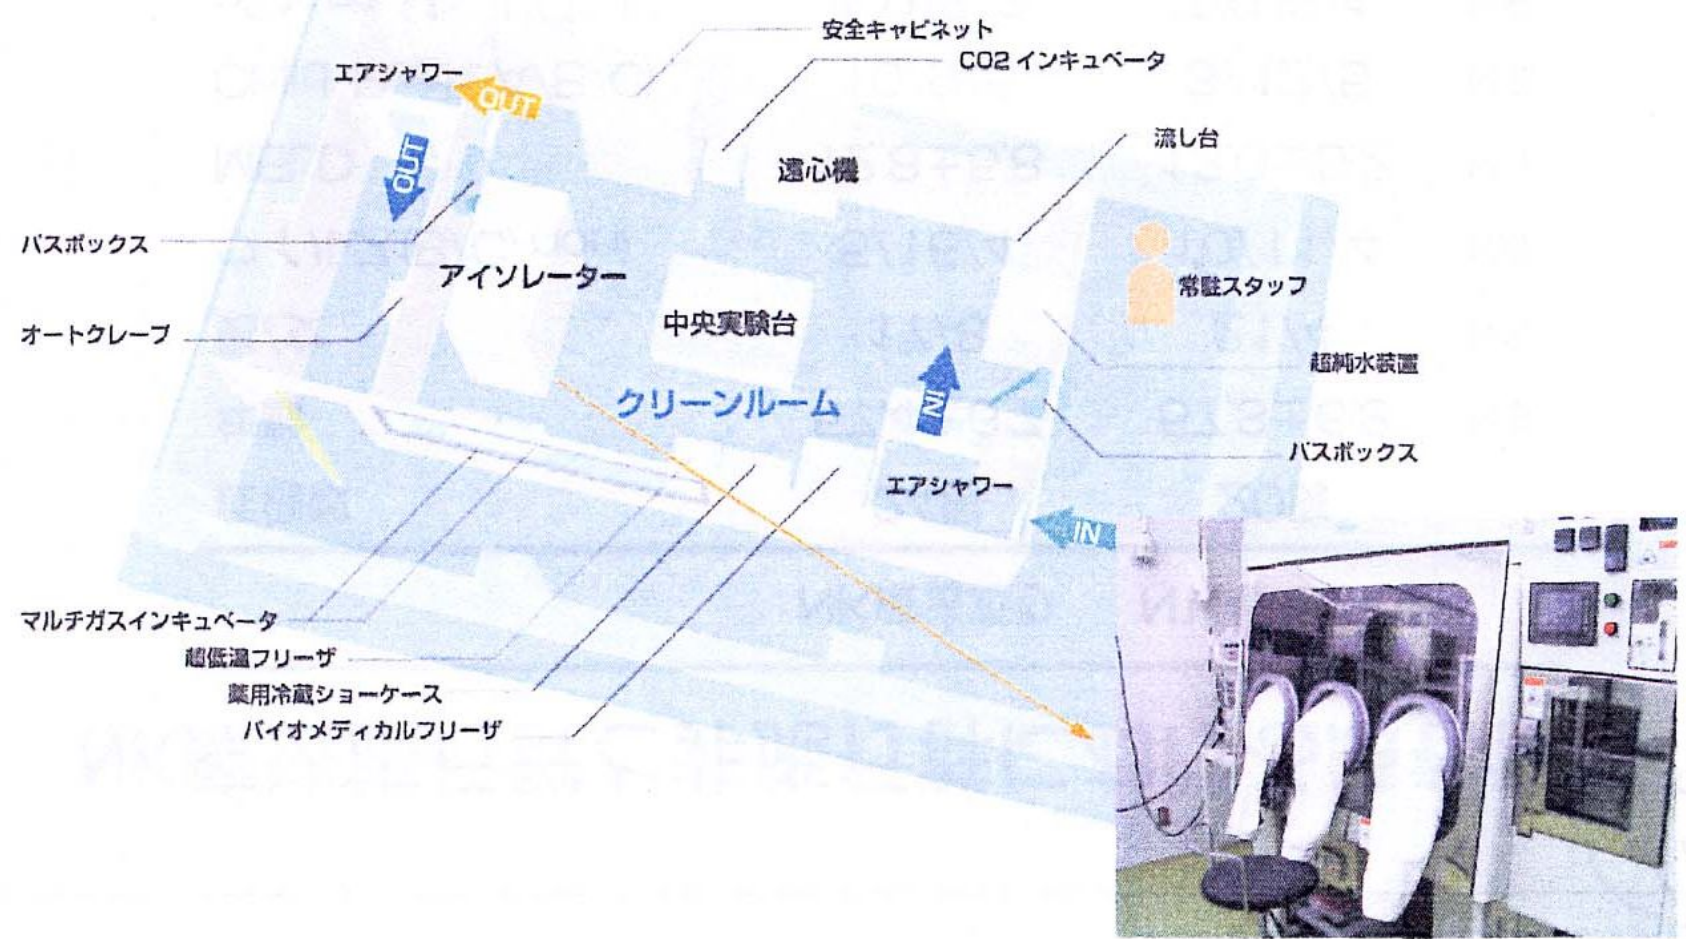 安全キャビネット
CO2 インキュベータ
エアシャワー
OUT
OUT
流し台
遠心機
パスボックス
アイソレーター
常駐スタッフ
オートクレーブ
中央実験台
超純水装置
クリーンルーム
IN
パスボックス
エアシャワー
IN
マルチガスインキュベータ
超低温フリーザ
薬用冷蔵ショーケース
バイオメディカルフリーザ